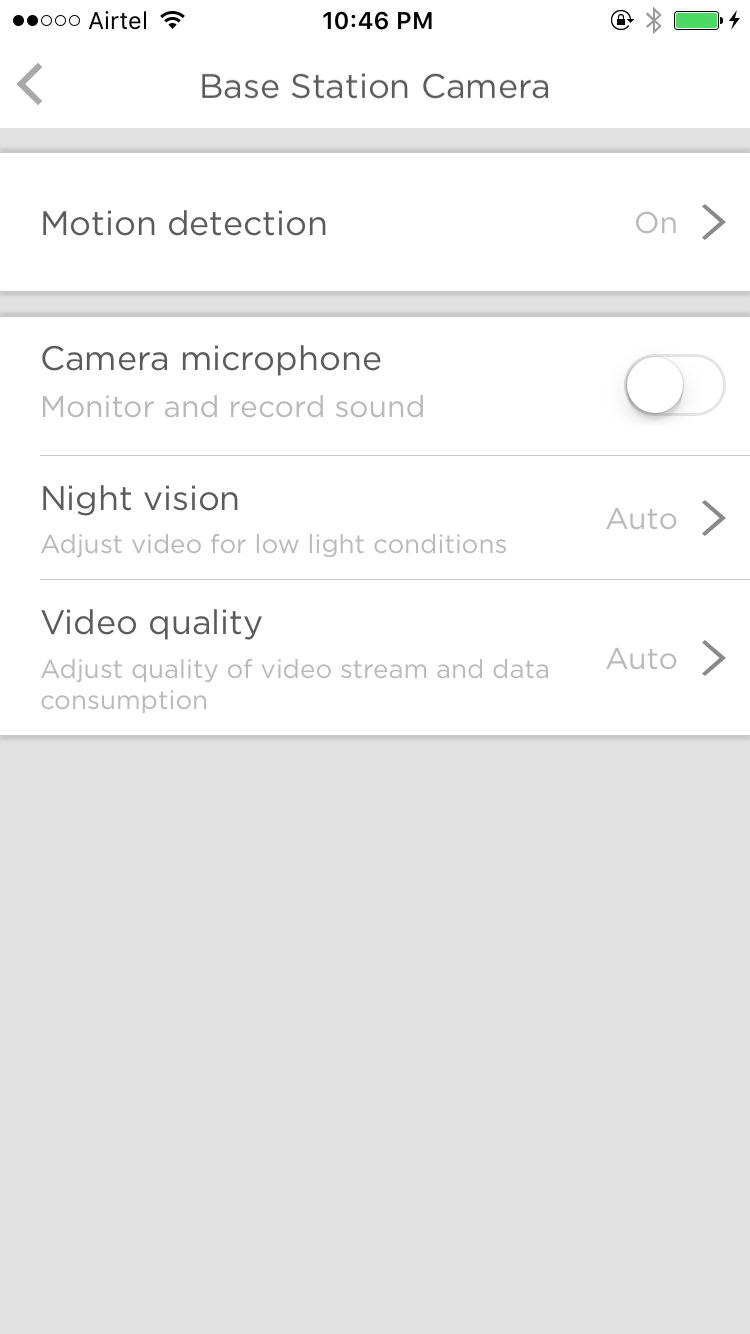 Airtel 10:46 PM
Base Station Camera
Motion detection On
Camera microphone
Monitor and record sound
Night vision
Adjust video for low light conditions
Auto
Video quality
Adjust quality of video stream and data
consumption
Auto